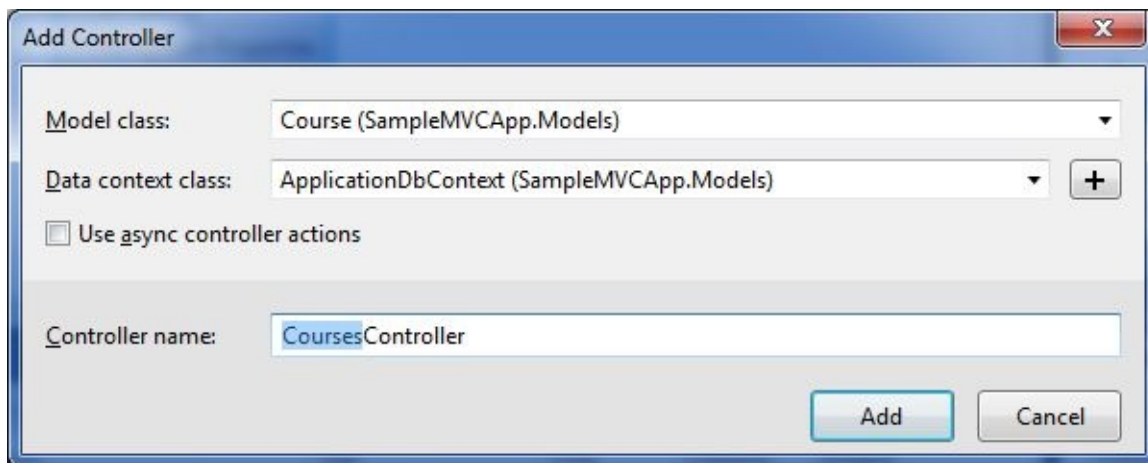 Add Controller
Model class: Course (SampleMVCApp.Models)
Data context class: ApplicationDbContext (SampleMVCApp.Models)
Use async controller actions
Controller name: CoursesController
Add Cancel